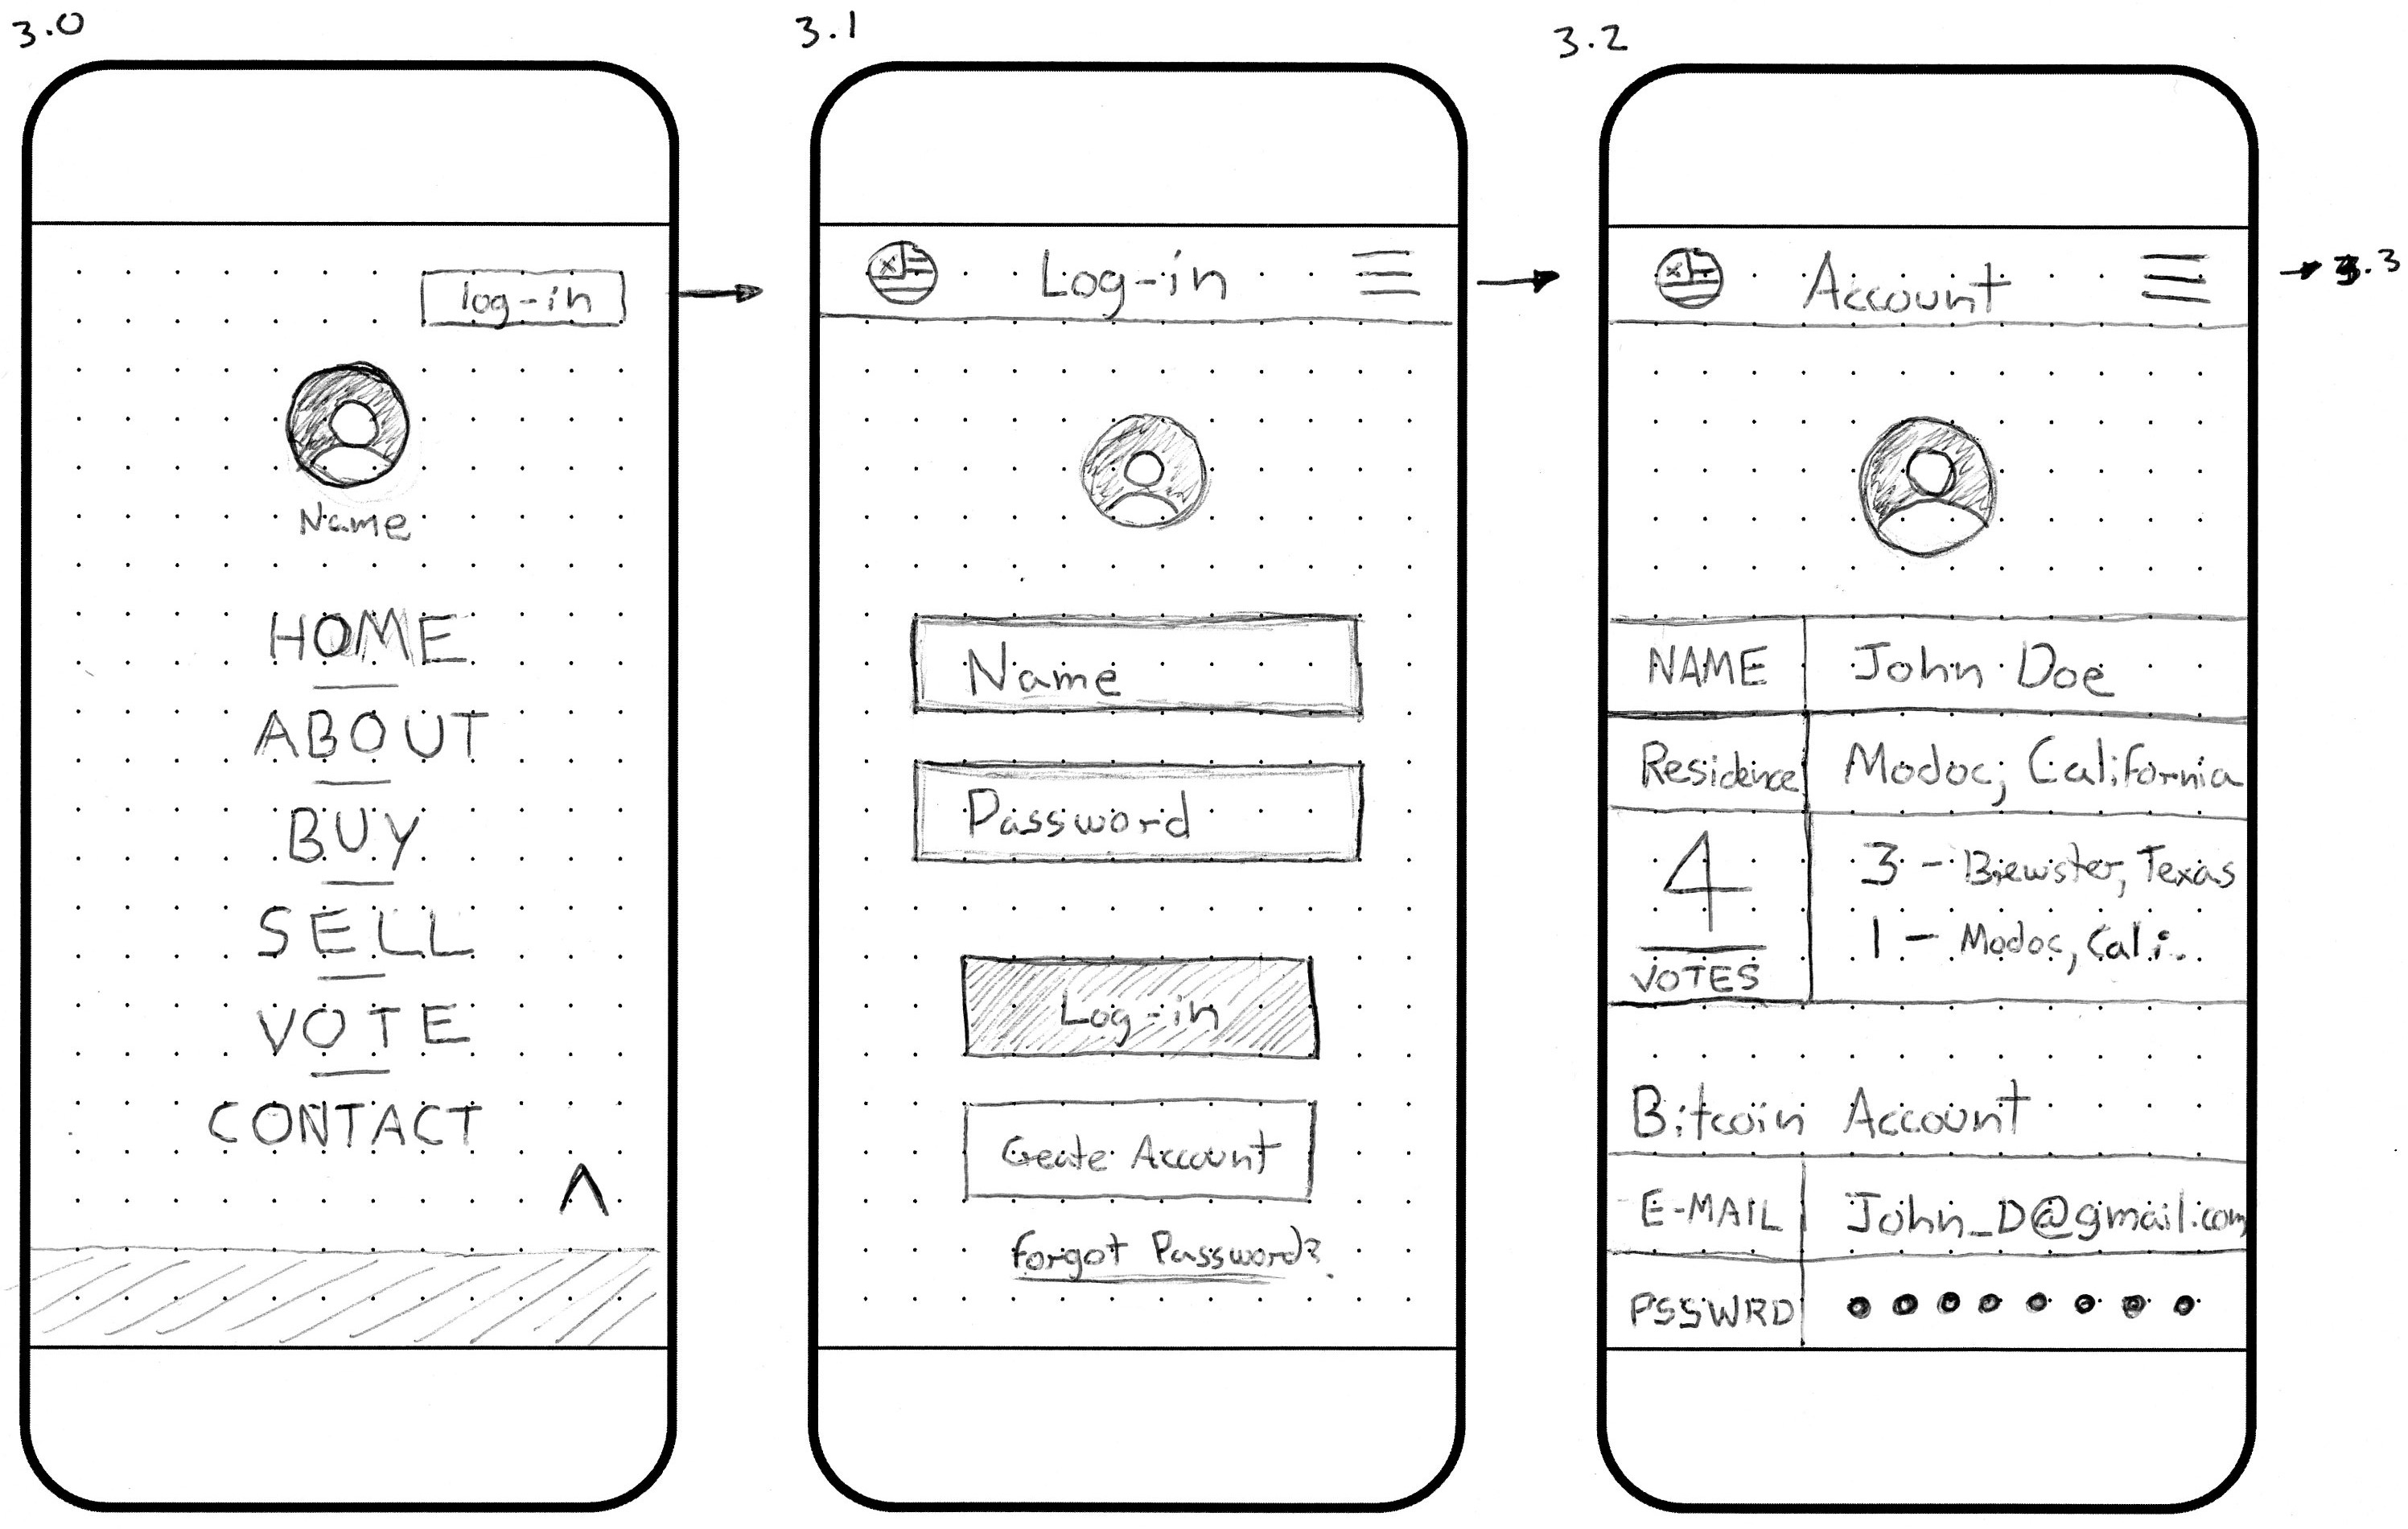 3.0
log-in
Name
HOME
ABOUT
BUY
SELL
VOTE
CONTACT
3.1
Log-in
Name
Password
Log-in
Create Account
Forgot Password?
3.2
Account
3.3
NAME John Doe
Residence Modoc, California
4 VOTES
3 - Brewster, Texas
1 - Modoc, Cali.
Bitcoin Account
E-MAIL John_D@gmail.com
PSSWRD ● ● ● ● ● ● ● ●